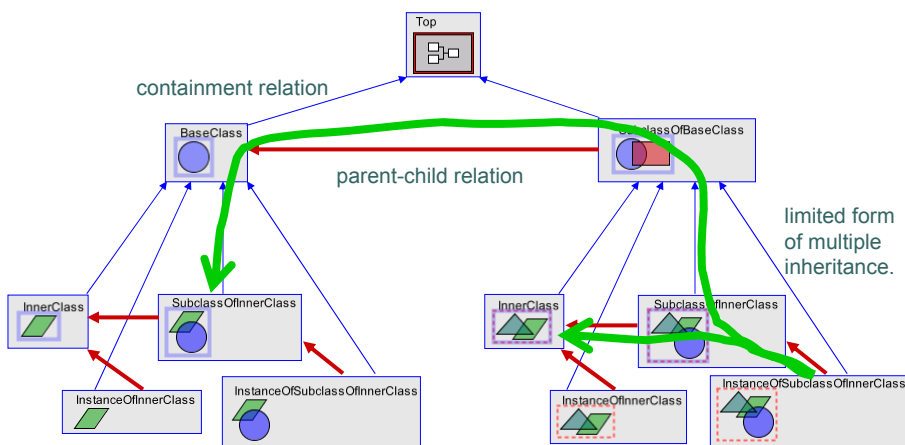 Top
containment relation
BaseClass
SubclassOfBaseClass
parent-child relation
limited form
of multiple
inheritance.
InnerClass
SubclassOfInnerClass
InnerClass
SubclassOfInnerClass
InstanceOfInnerClass
InstanceOfSubclassOfInnerClass
InstanceOfInnerClass
InstanceOfSubclassOfInnerClass